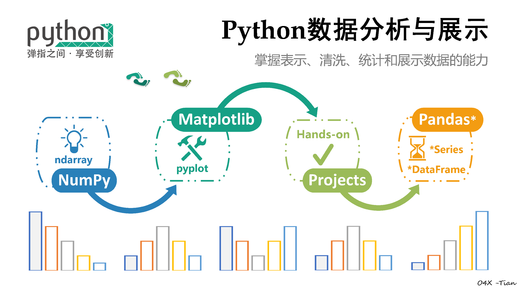 python
弹指之间·享受创新
Python数据分析与展示
掌握表示、清洗、统计和展示数据的能力
ndarray
NumPy
Matplotlib
pyplot
Hands-on
Projects
Pandas*
*Series
*DataFrame
04X -Tian